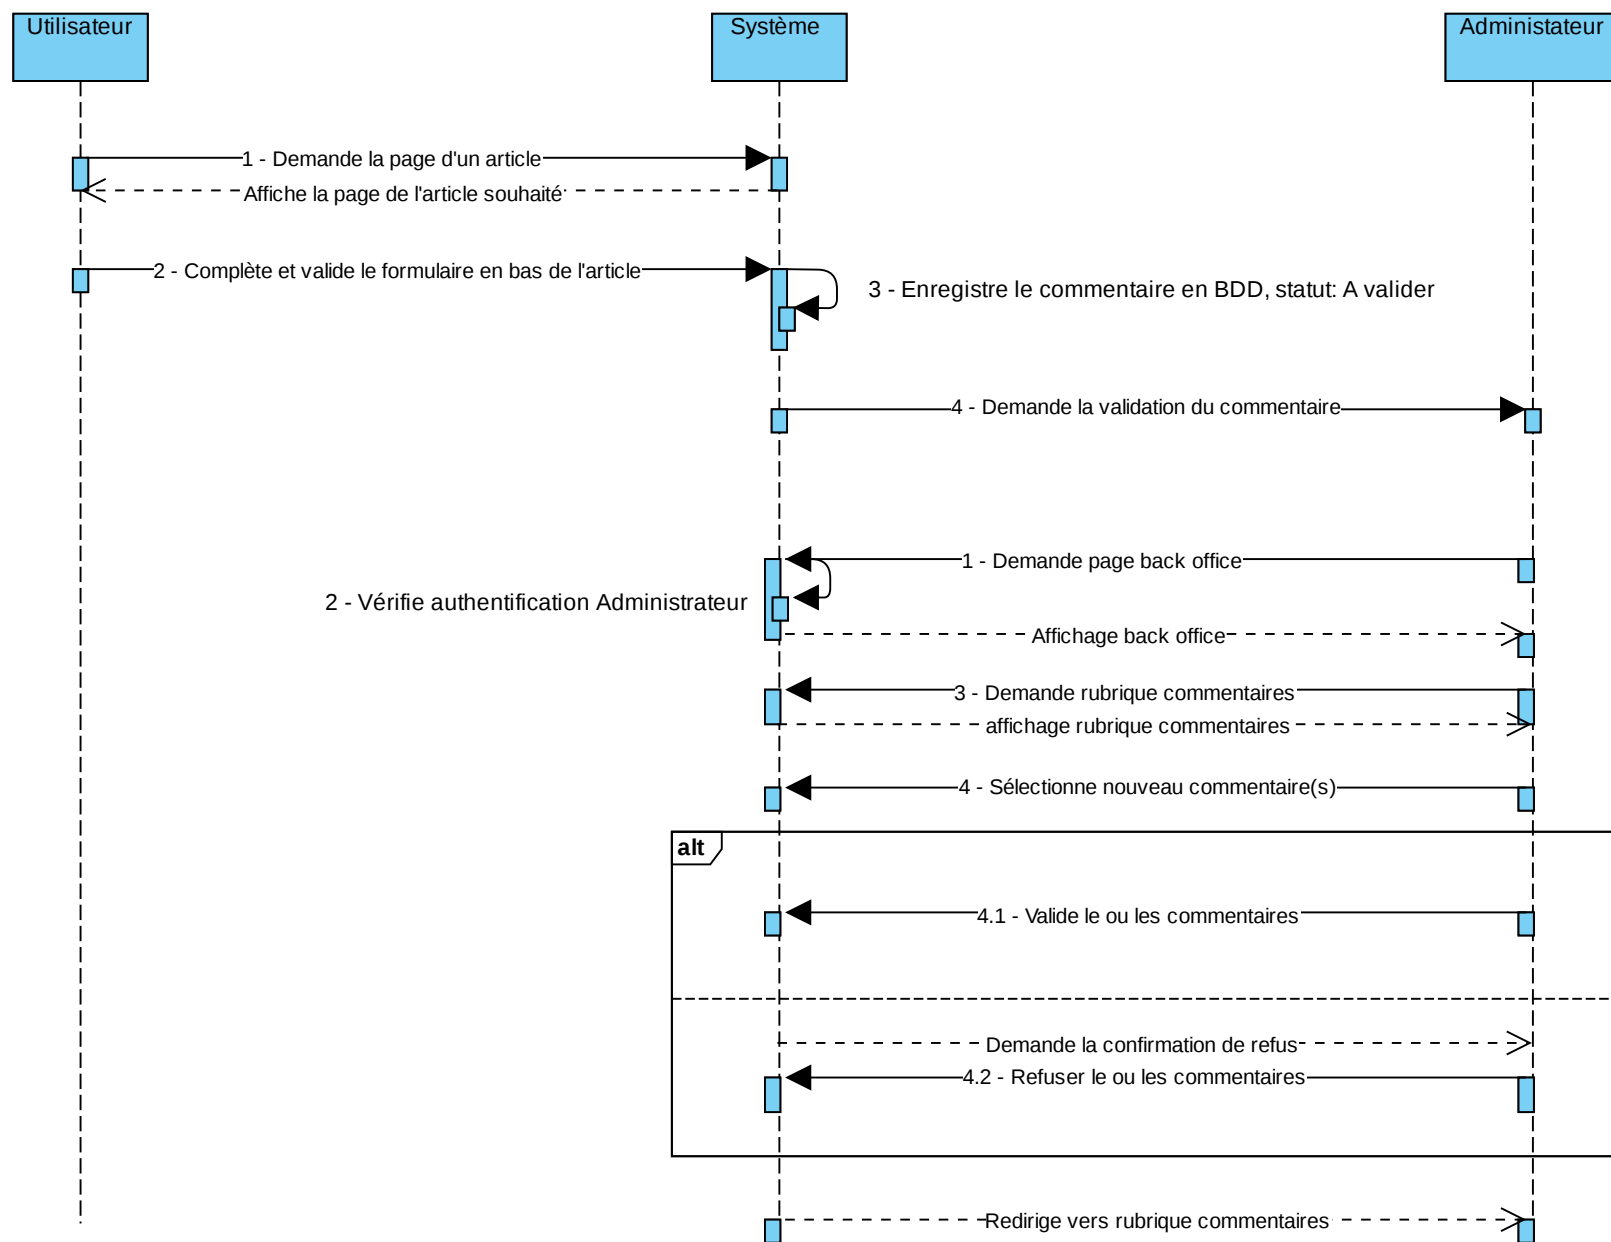 Utilisateur
Système
Administateur
1 - Demande la page d'un article
Affiche la page de l'article souhaité
2 - Complète et valide le formulaire en bas de l'article
3 - Enregistre le commentaire en BDD, statut: A valider
4 - Demande la validation du commentaire
1 - Demande page back office
2 - Vérifie authentification Administrateur
Affichage back office
3 - Demande rubrique commentaires
affichage rubrique commentaires
4 - Sélectionne nouveau commentaire(s)
alt
4.1 - Valide le ou les commentaires
Demande la confirmation de refus
4.2 - Refuser le ou les commentaires
Redirige vers rubrique commentaires